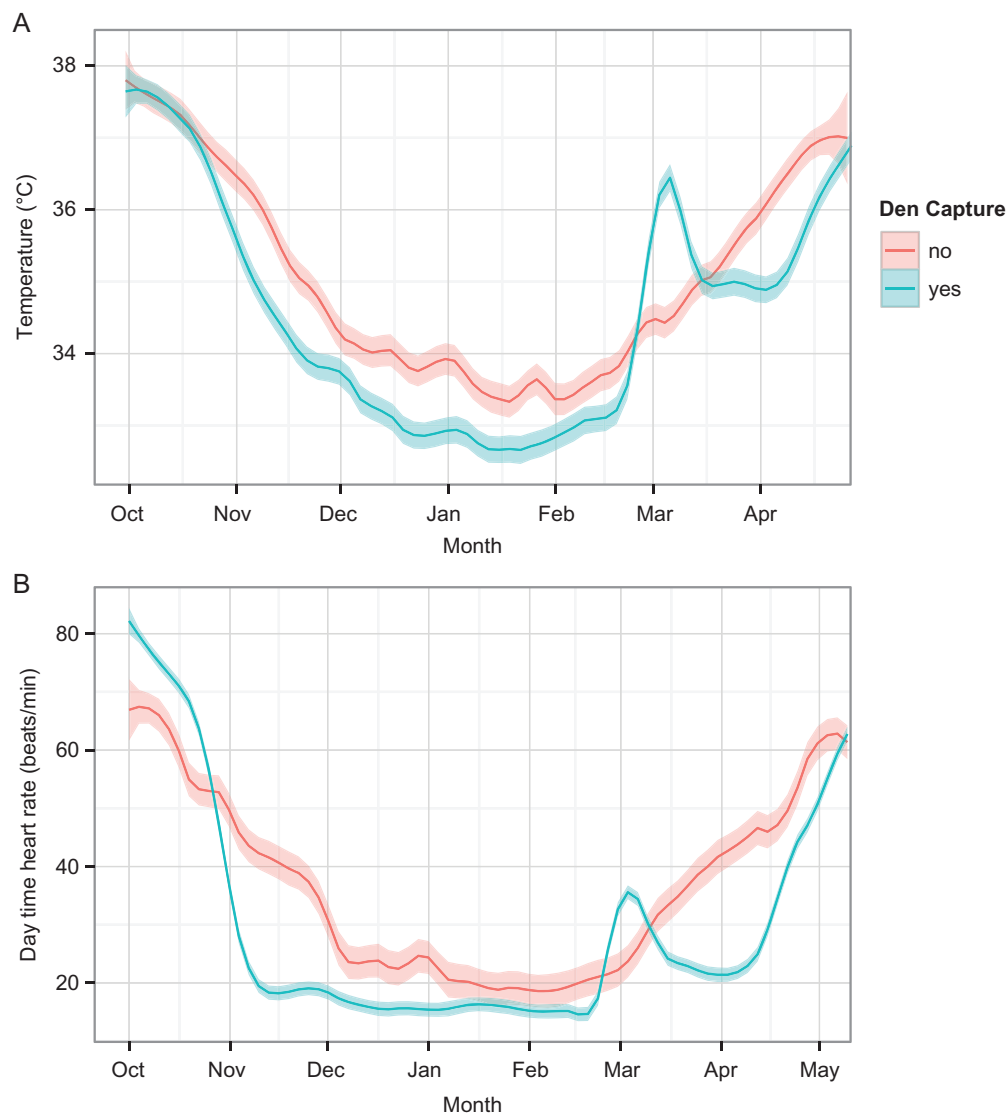 A
38
36
34
Temperature (°C)
Oct Nov Dec Jan Feb Mar Apr
Month
Den Capture
no
yes
B
80
60
40
20
Day time heart rate (beats/min)
Oct Nov Dec Jan Feb Mar Apr May
Month